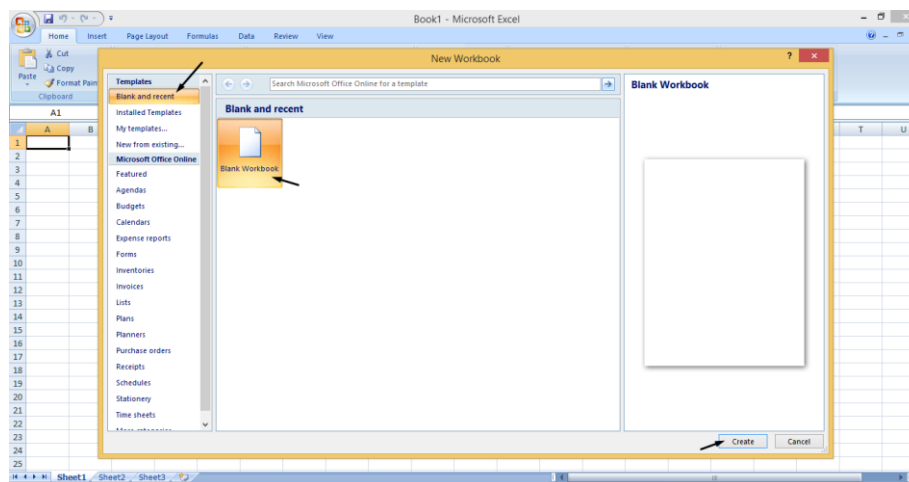 Book1 - Microsoft Excel
Home Insert Page Layout Formulas Data Review View
Cut
Copy
Paste
Format Pain
Clipboard
A1
New Workbook
Templates
Blank and recent
Installed Templates
My templates...
New from existing...
Microsoft Office Online
Featured
Agendas
Budgets
Calendars
Expense reports
Forms
Inventories
Invoices
Lists
Plans
Planners
Purchase orders
Receipts
Schedules
Stationery
Time sheets
Search Microsoft Office Online for a template
Blank and recent
Blank Workbook
Blank Workbook
Create Cancel
A B T U
1
2
3
4
5
6
7
8
9
10
11
12
13
14
15
16
17
18
19
20
21
22
23
24
25
Sheet1 Sheet2 Sheet3